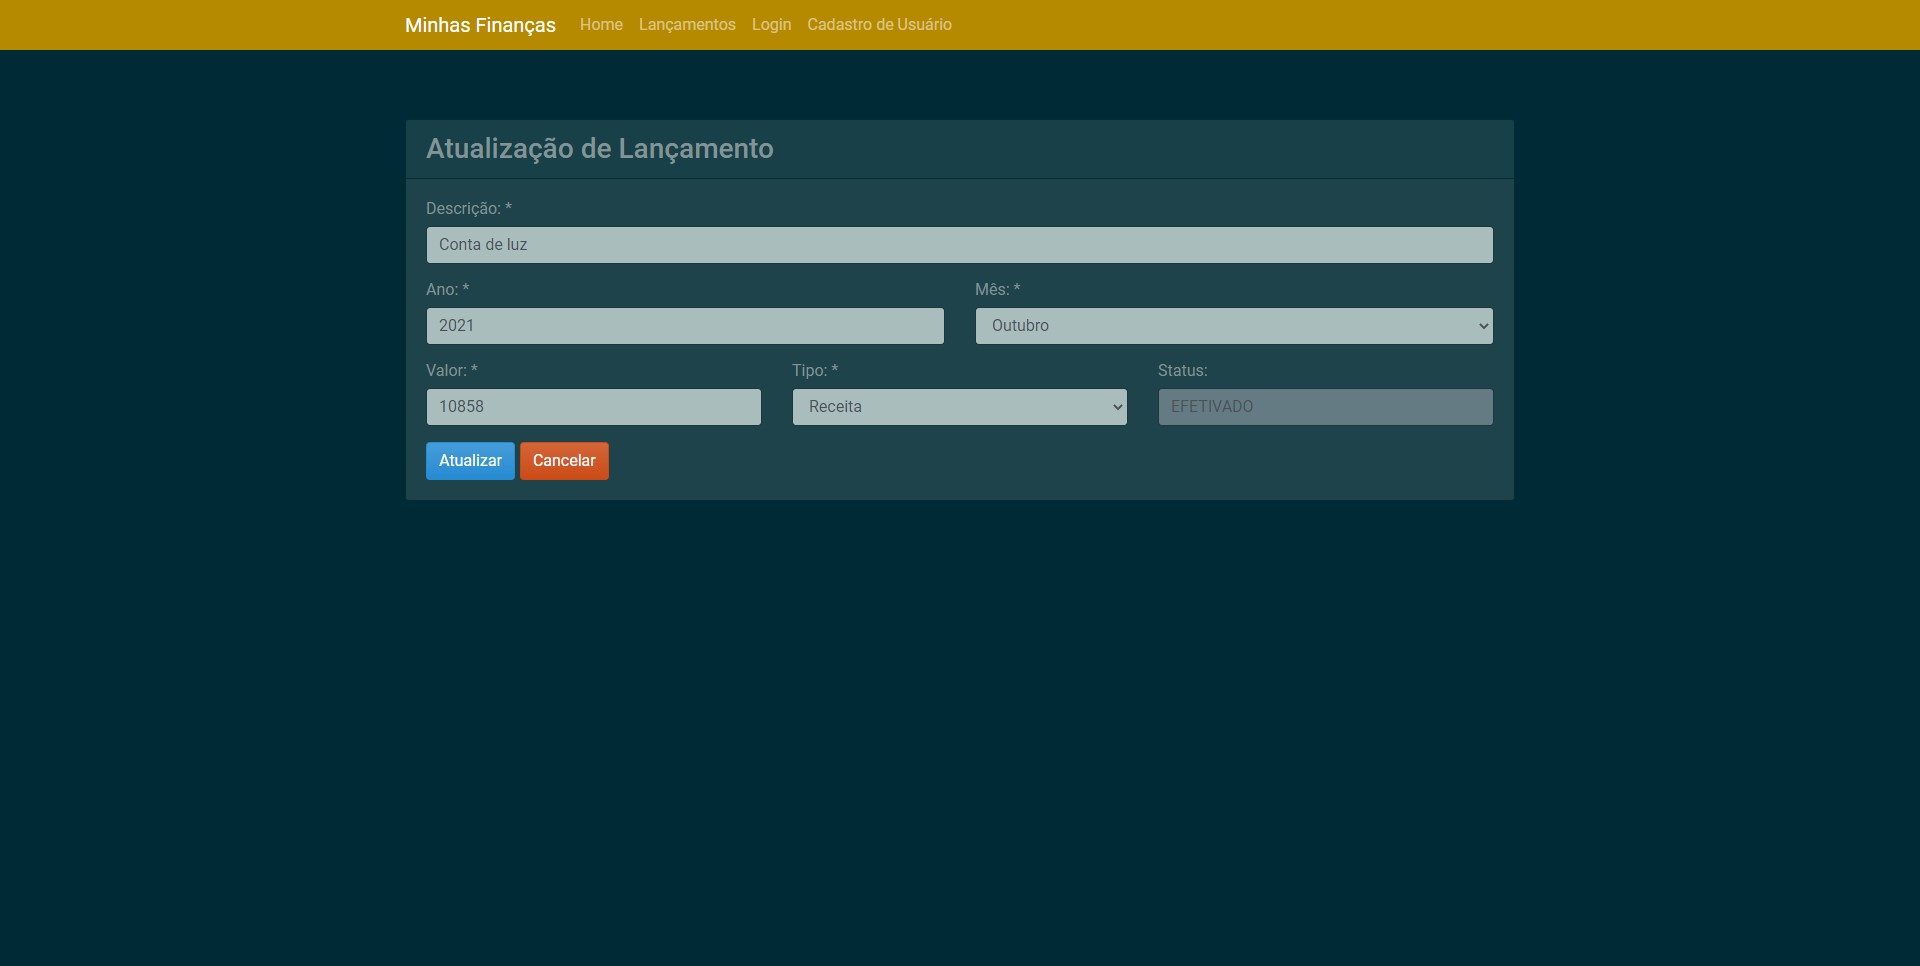 Minhas Finanças Home Lançamentos Login Cadastro de Usuário
Atualização de Lançamento
Descrição: *
Conta de luz
Ano: * Mês: *
2021 Outubro
Valor: * Tipo: * Status:
10858 Receita EFETIVADO
Atualizar Cancelar